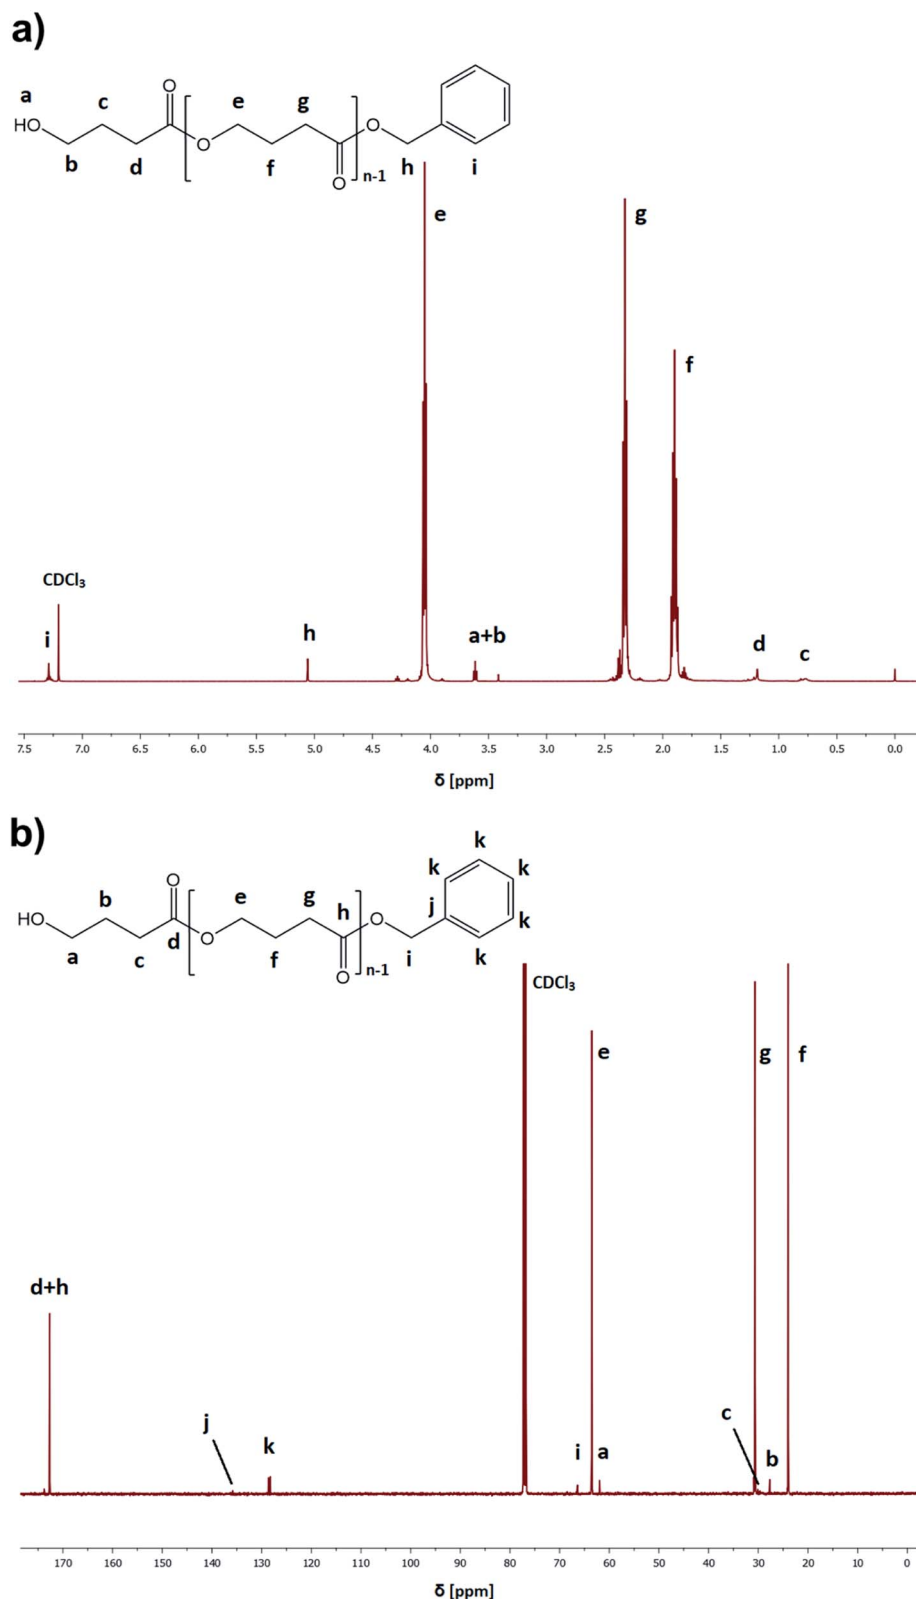 a)
a c O e g
HO O O
b d f O n-1 h i
e
g
f
CDCl₃
i h a+b d c
7.5 7.0 6.5 6.0 5.5 5.0 4.5 4.0 3.5 3.0 2.5 2.0 1.5 1.0 0.5 0.0
δ [ppm]
b)
k
k k
b O e g h j
HO O O k
a c d f O n-1 i k
CDCl₃
e g f
d+h
j k i a c b
170 160 150 140 130 120 110 100 90 80 70 60 50 40 30 20 10 0
δ [ppm]